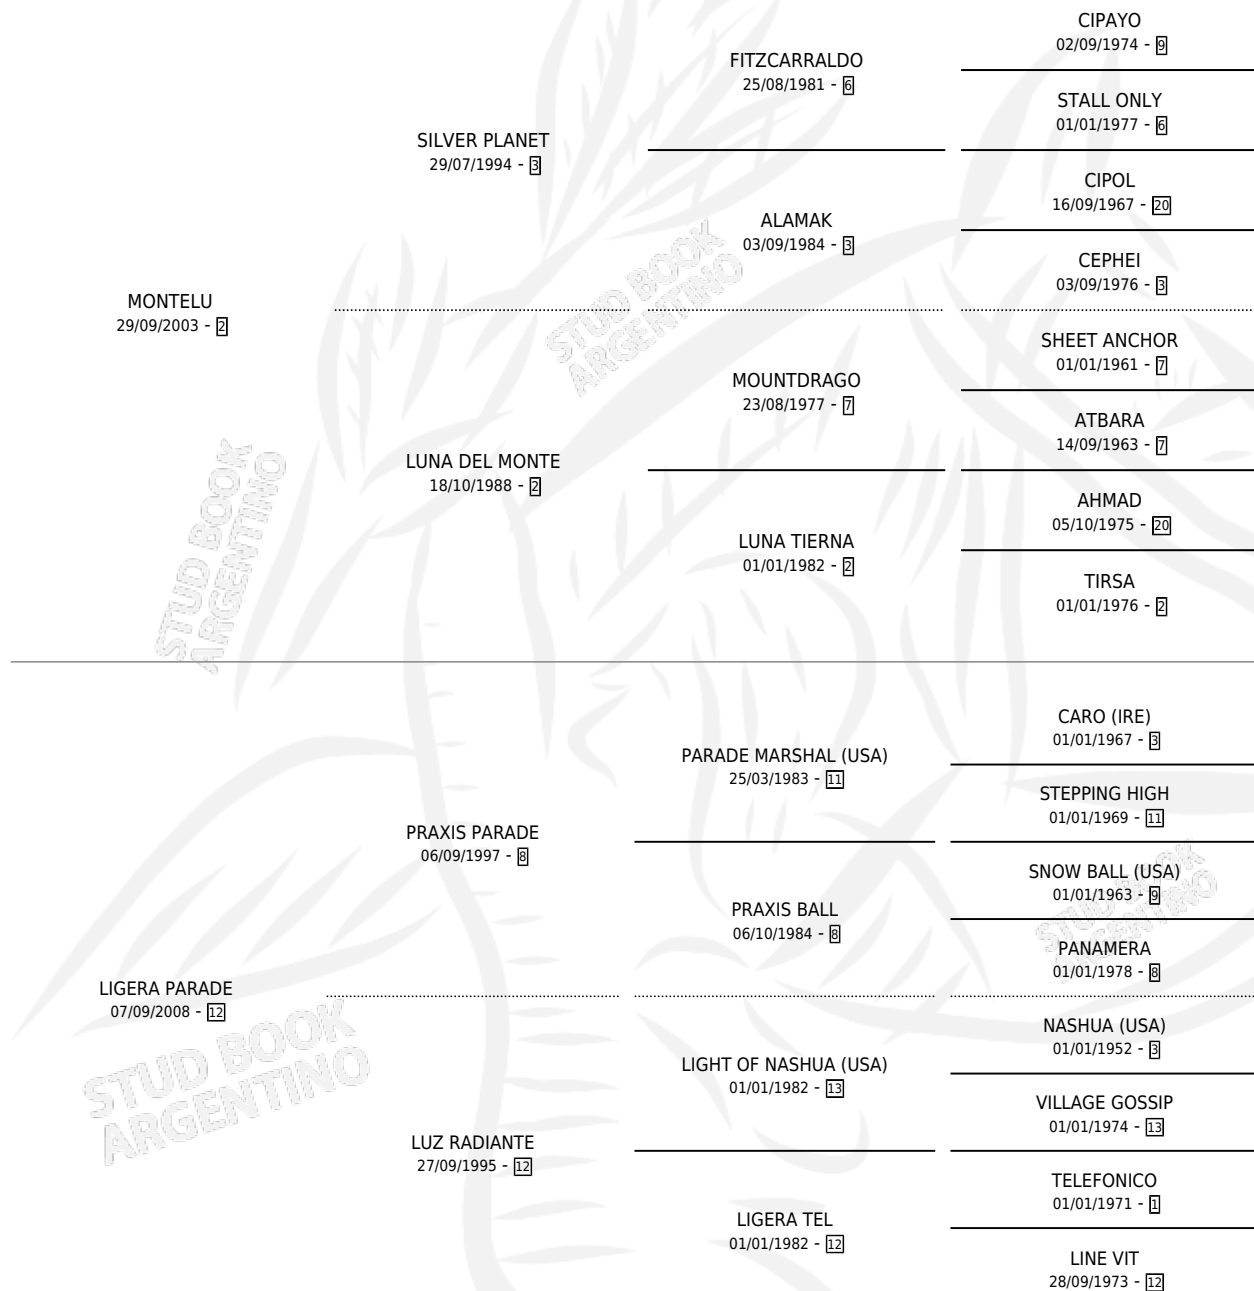 CIPAYO
02/09/1974 - 9
FITZCARRALDO
25/08/1981 - 6
STALL ONLY
01/01/1977 - 6
SILVER PLANET
29/07/1994 - 3
CIPOL
16/09/1967 - 20
ALAMAK
03/09/1984 - 3
CEPHEI
03/09/1976 - 3
MONTELU
29/09/2003 - 2
SHEET ANCHOR
01/01/1961 - 7
MOUNTDRAGO
23/08/1977 - 7
ATBARA
14/09/1963 - 7
LUNA DEL MONTE
18/10/1988 - 2
AHMAD
05/10/1975 - 20
LUNA TIERNA
01/01/1982 - 2
TIRSA
01/01/1976 - 2
CARO (IRE)
01/01/1967 - 3
PARADE MARSHAL (USA)
25/03/1983 - 11
STEPPING HIGH
01/01/1969 - 11
PRAXIS PARADE
06/09/1997 - 8
SNOW BALL (USA)
01/01/1963 - 9
PRAXIS BALL
06/10/1984 - 8
PANAMERA
01/01/1978 - 8
LIGERA PARADE
07/09/2008 - 12
NASHUA (USA)
01/01/1952 - 3
LIGHT OF NASHUA (USA)
01/01/1982 - 13
VILLAGE GOSSIP
01/01/1974 - 13
LUZ RADIANTE
27/09/1995 - 12
TELEFONICO
01/01/1971 - 1
LIGERA TEL
01/01/1982 - 12
LINE VIT
28/09/1973 - 12
STUD BOOK
ARGENTINO
STUD BOOK
ARGENTINO
STUD BOOK
ARGENTINO
STUD BOOK
ARGENTINO